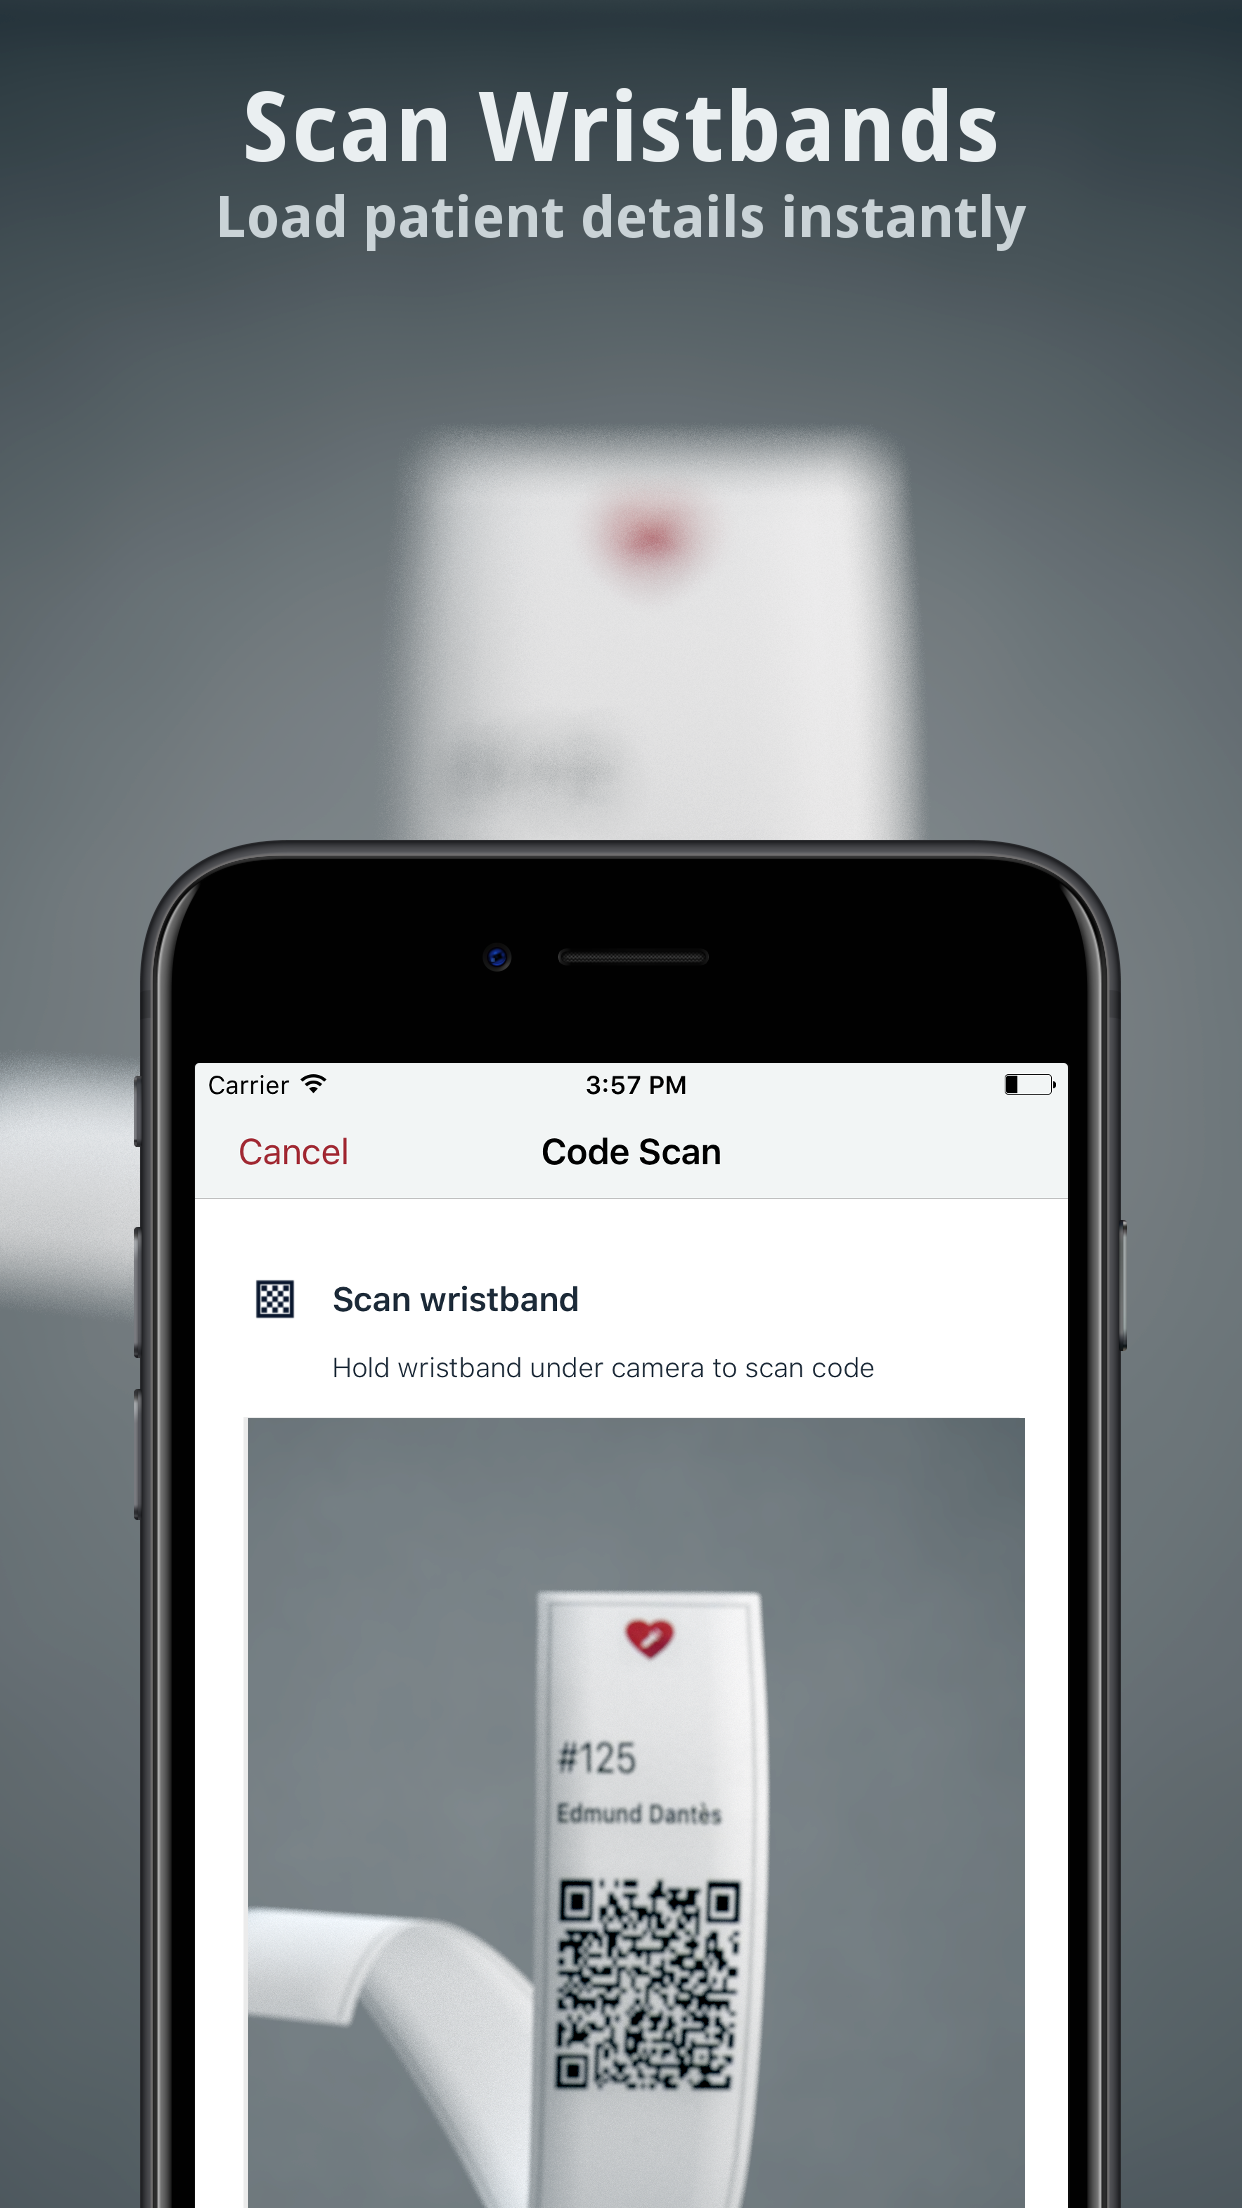 Scan Wristbands
Load patient details instantly
Carrier 3:57 PM
Cancel Code Scan
Scan wristband
Hold wristband under camera to scan code
#125
Edmund Dantès